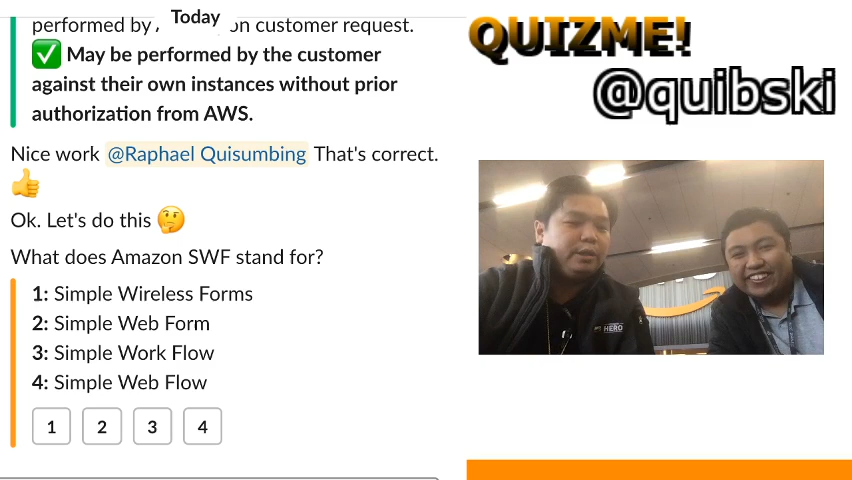 Today
performed by on customer request.
✅ May be performed by the customer
against their own instances without prior
authorization from AWS.
Nice work @Raphael Quisumbing That's correct.
👍
Ok. Let's do this 🤔
What does Amazon SWF stand for?
1: Simple Wireless Forms
2: Simple Web Form
3: Simple Work Flow
4: Simple Web Flow
1 2 3 4
QUIZME!
@quibski
HERO